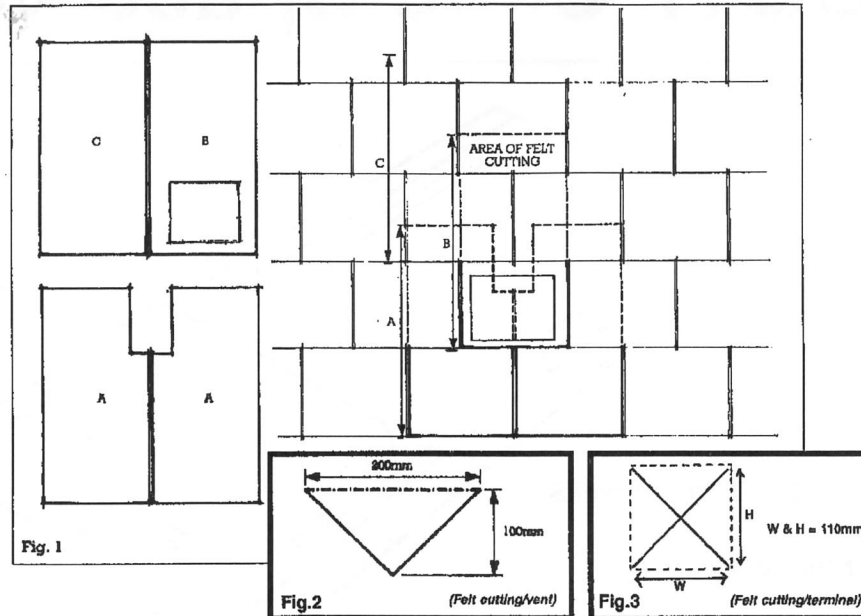 C
B
A
A
C
AREA OF FELT
CUTTING
B
A
Fig. 1
200mm
100mm
Fig.2
(Felt cutting/vent)
H
W & H = 110mm
W
Fig.3
(Felt cutting/terminal)